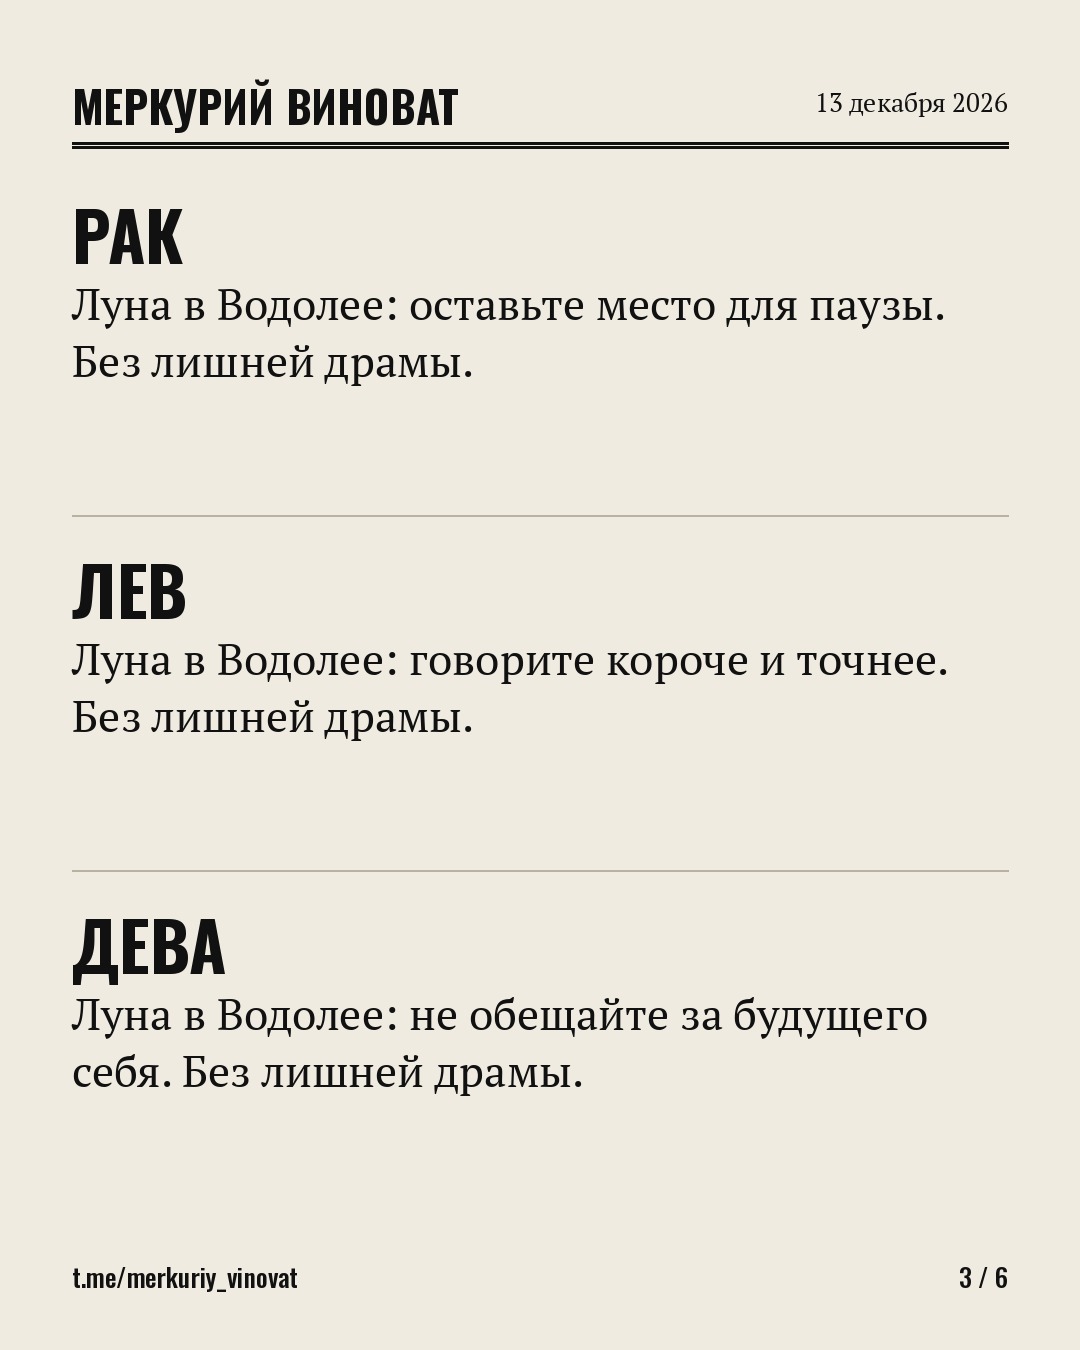 МЕРКУРИЙ ВИНОВАТ
13 декабря 2026
РАК
Луна в Водолее: оставьте место для паузы.
Без лишней драмы.
ЛЕВ
Луна в Водолее: говорите короче и точнее.
Без лишней драмы.
ДЕВА
Луна в Водолее: не обещайте за будущего
себя. Без лишней драмы.
t.me/merkuriy_vinovat
3 / 6